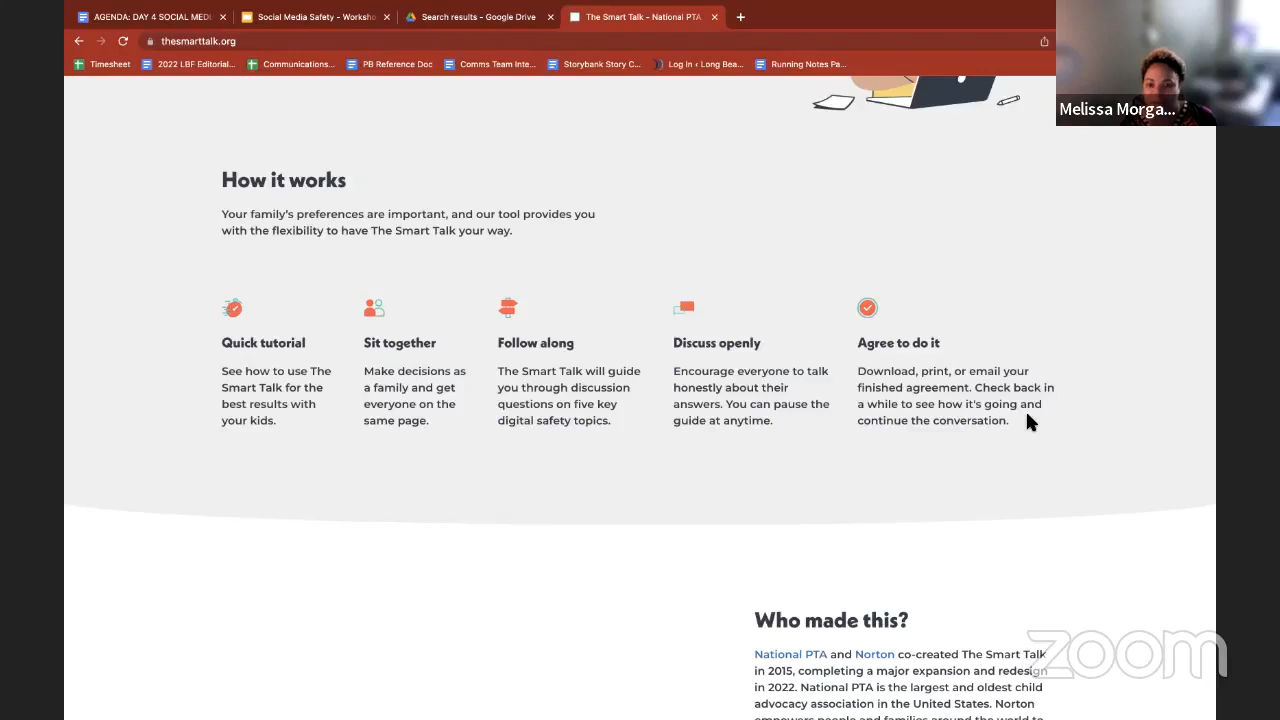 AGENDA: DAY 4 SOCIAL MEDI
Social Media Safety - Worksho
Search results - Google Drive
The Smart Talk - National PTA
thesmarttalk.org
Timesheet
2022 LBF Editorial...
Communications...
PB Reference Doc
Comms Team Inte...
Storybank Story C...
Log In ‹ Long Bea...
Running Notes Pa...
Melissa Morga...
How it works
Your family's preferences are important, and our tool provides you
with the flexibility to have The Smart Talk your way.
Quick tutorial
See how to use The
Smart Talk for the
best results with
your kids.
Sit together
Make decisions as
a family and get
everyone on the
same page.
Follow along
The Smart Talk will guide
you through discussion
questions on five key
digital safety topics.
Discuss openly
Encourage everyone to talk
honestly about their
answers. You can pause the
guide at anytime.
Agree to do it
Download, print, or email your
finished agreement. Check back in
a while to see how it's going and
continue the conversation.
Who made this?
National PTA and Norton co-created The Smart Talk
in 2015, completing a major expansion and redesign
in 2022. National PTA is the largest and oldest child
advocacy association in the United States. Norton
empowers people and families around the world to
zoom